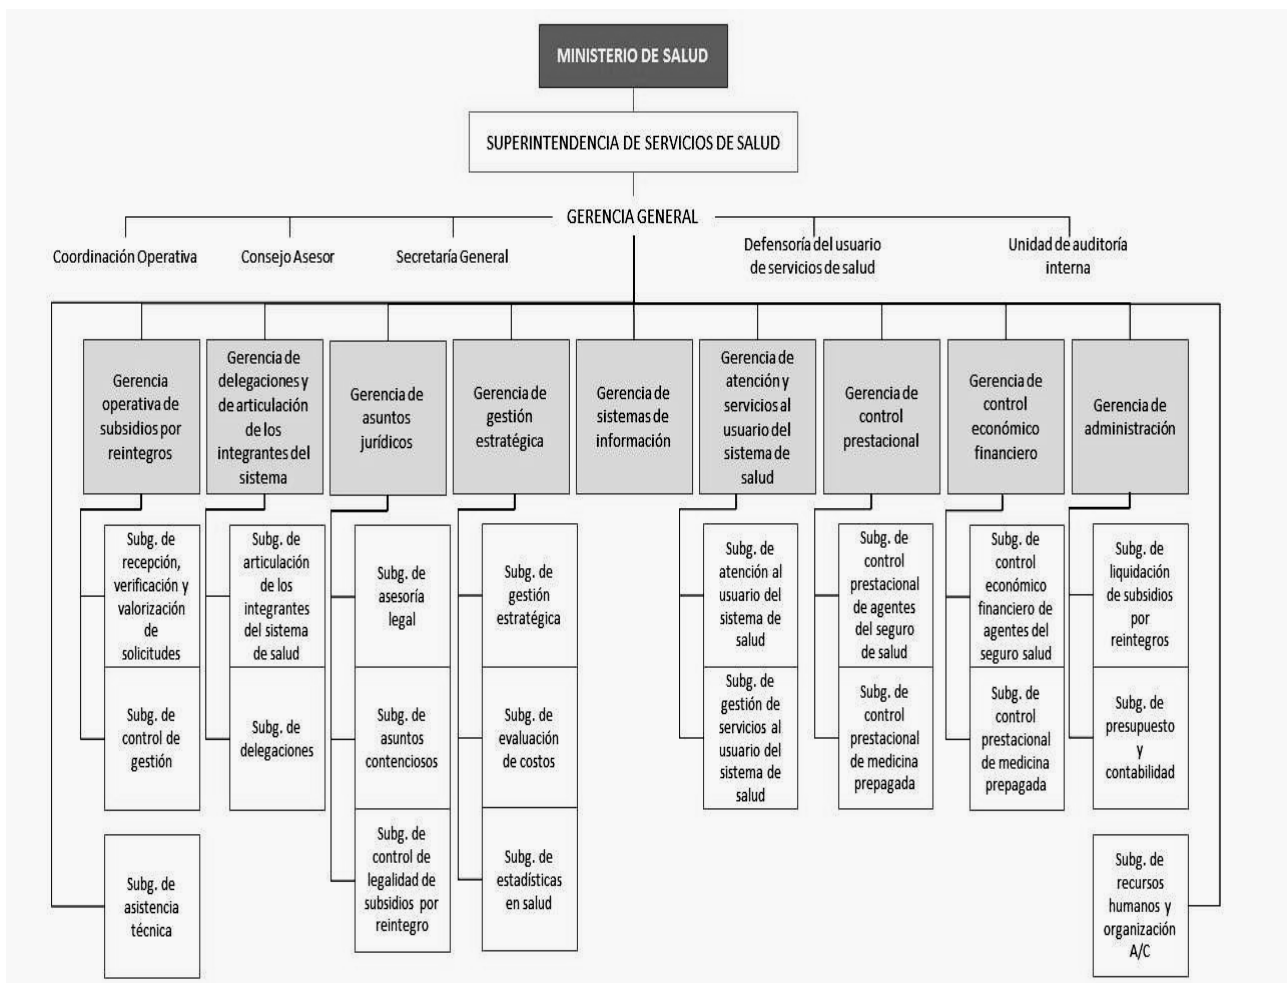 MINISTERIO DE SALUD
SUPERINTENDENCIA DE SERVICIOS DE SALUD
GERENCIA GENERAL
Coordinación Operativa
Consejo Asesor
Secretaría General
Defensoría del usuario
de servicios de salud
Unidad de auditoría
interna
Gerencia
operativa de
subsidios por
reintegros
Gerencia de
delegaciones y
de articulación
de los
integrantes del
sistema
Gerencia de
asuntos
jurídicos
Gerencia de
gestión
estratégica
Gerencia de
sistemas de
información
Gerencia de
atención y
servicios al
usuario del
sistema de
salud
Gerencia de
control
prestacional
Gerencia de
control
económico
financiero
Gerencia de
administración
Subg. de
recepción,
verificación y
valorización
de
solicitudes
Subg. de
articulación
de los
integrantes
del sistema
de salud
Subg. de
asesoría
legal
Subg. de
gestión
estratégica
Subg. de
atención al
usuario del
sistema de
salud
Subg. de
control
prestacional
de agentes
del seguro
de salud
Subg. de
control
económico
financiero de
agentes del
seguro salud
Subg. de
liquidación
de subsidios
por
reintegros
Subg. de
control de
gestión
Subg. de
delegaciones
Subg. de
asuntos
contenciosos
Subg. de
evaluación
de costos
Subg. de
gestión de
servicios al
usuario del
sistema de
salud
Subg. de
control
prestacional
de medicina
prepagada
Subg. de
control
prestacional
de medicina
prepagada
Subg. de
presupuesto
y
contabilidad
Subg. de
asistencia
técnica
Subg. de
control de
legalidad de
subsidios por
reintegro
Subg. de
estadísticas
en salud
Subg. de
recursos
humanos y
organización
A/C